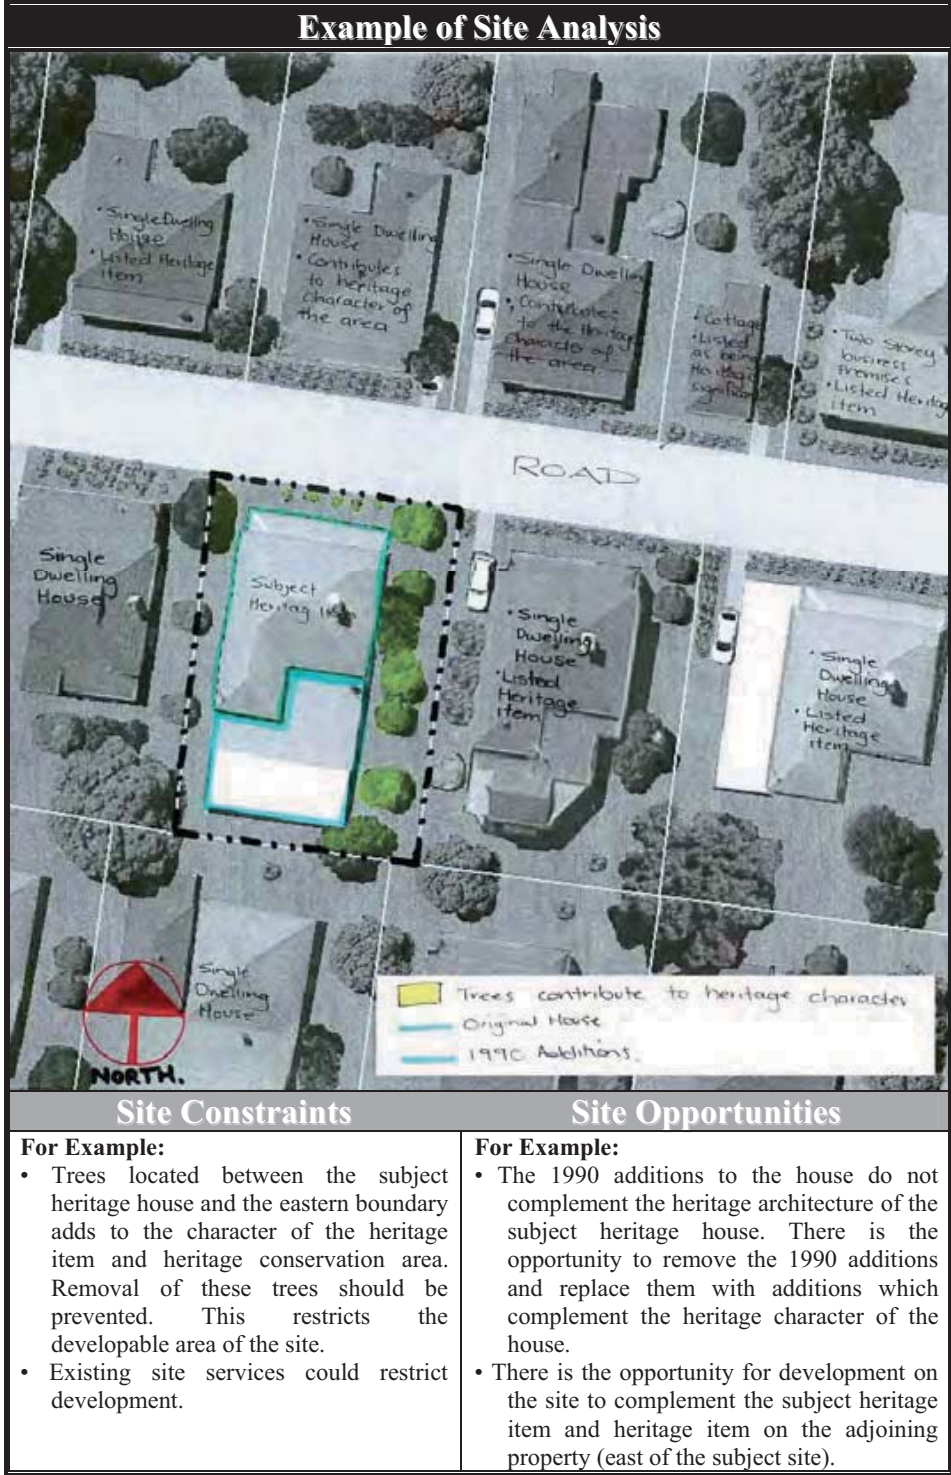 Example of Site Analysis
• Single Dwelling
House
• Listed Heritage
item
• Single Dwelling
House
• Contributes
to heritage
character of
the area
• Single Dwelling
House
• Contributes
to the Heritage
character of
the area.
• Cottage
• Listed
as being
• Two Storey
business
Premises
• Listed Heritage
item
ROAD
Single
Dwelling
House
Subject
Heritag
• Single
Dwelling
House
• Listed
Heritage
item
• Single
Dwelling
House
• Listed
Heritage
item
Single
Dwelling
House
NORTH.
Trees contribute to heritage character
Original House
1990 Additions.
Site Constraints
For Example:
• Trees located between the subject
heritage house and the eastern boundary
adds to the character of the heritage
item and heritage conservation area.
Removal of these trees should be
prevented. This restricts the
developable area of the site.
• Existing site services could restrict
development.
Site Opportunities
For Example:
• The 1990 additions to the house do not
complement the heritage architecture of the
subject heritage house. There is the
opportunity to remove the 1990 additions
and replace them with additions which
complement the heritage character of the
house.
• There is the opportunity for development on
the site to complement the subject heritage
item and heritage item on the adjoining
property (east of the subject site).